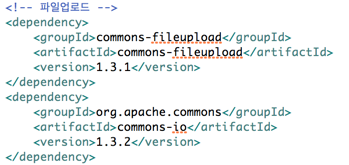 <!-- 파일업로드 -->
<dependency>
<groupId>commons-fileupload</groupId>
<artifactId>commons-fileupload</artifactId>
<version>1.3.1</version>
</dependency>
<dependency>
<groupId>org.apache.commons</groupId>
<artifactId>commons-io</artifactId>
<version>1.3.2</version>
</dependency>